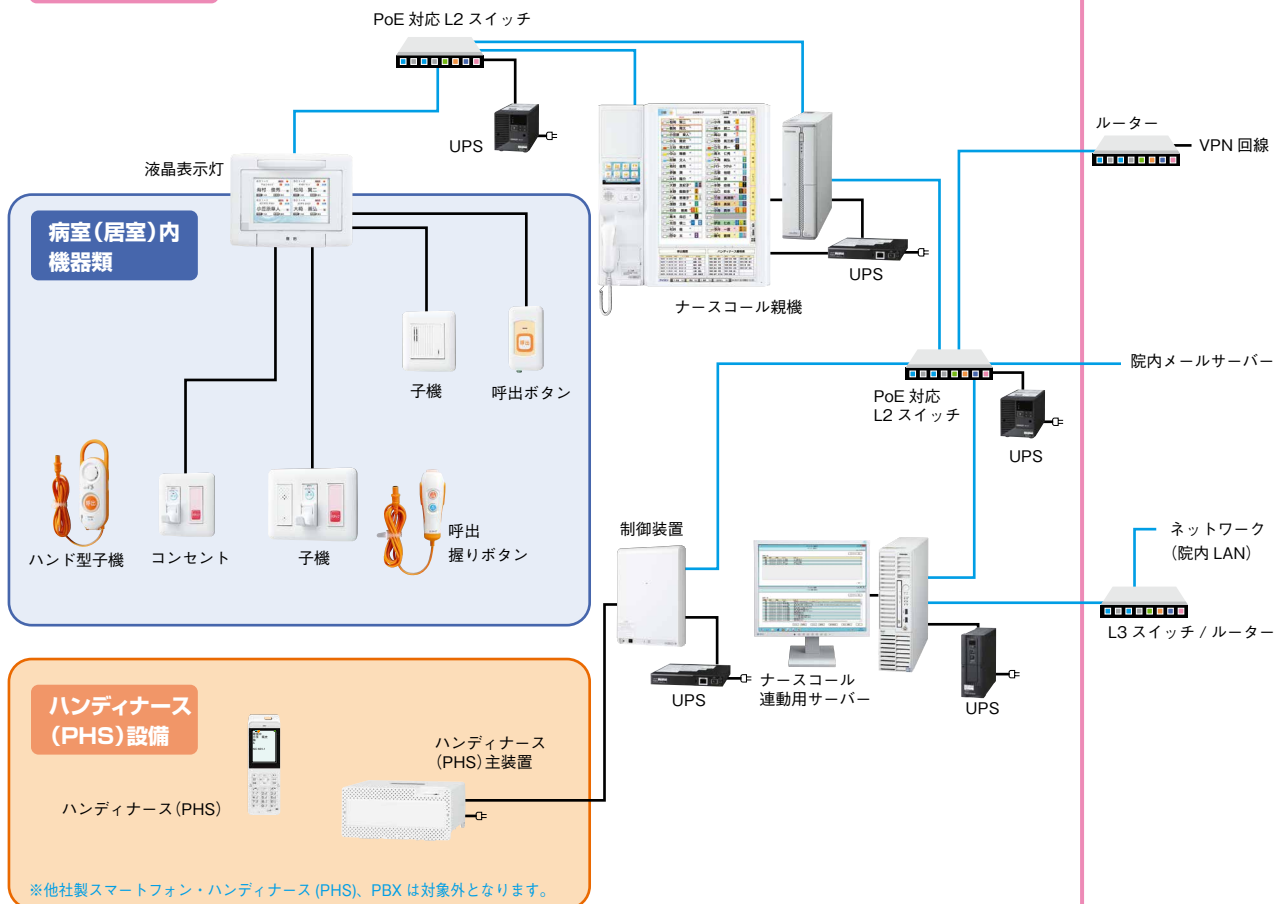 PoE 対応 L2 スイッチ
UPS
液晶表示灯
病室(居室)内
機器類
子機
呼出ボタン
ハンド型子機
コンセント
子機
呼出
握りボタン
ナースコール親機
UPS
ルーター
VPN 回線
院内メールサーバー
PoE 対応
L2 スイッチ
UPS
制御装置
UPS
ナースコール
連動用サーバー
UPS
ネットワーク
(院内 LAN)
L3 スイッチ / ルーター
ハンディナース
(PHS)設備
ハンディナース(PHS)
ハンディナース
(PHS)主装置
※他社製スマートフォン・ハンディナース (PHS)、PBX は対象外となります。